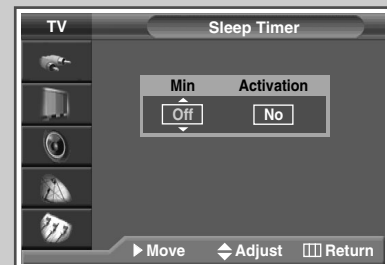 TV Sleep Timer
Min Activation
Off No
Move Adjust Return